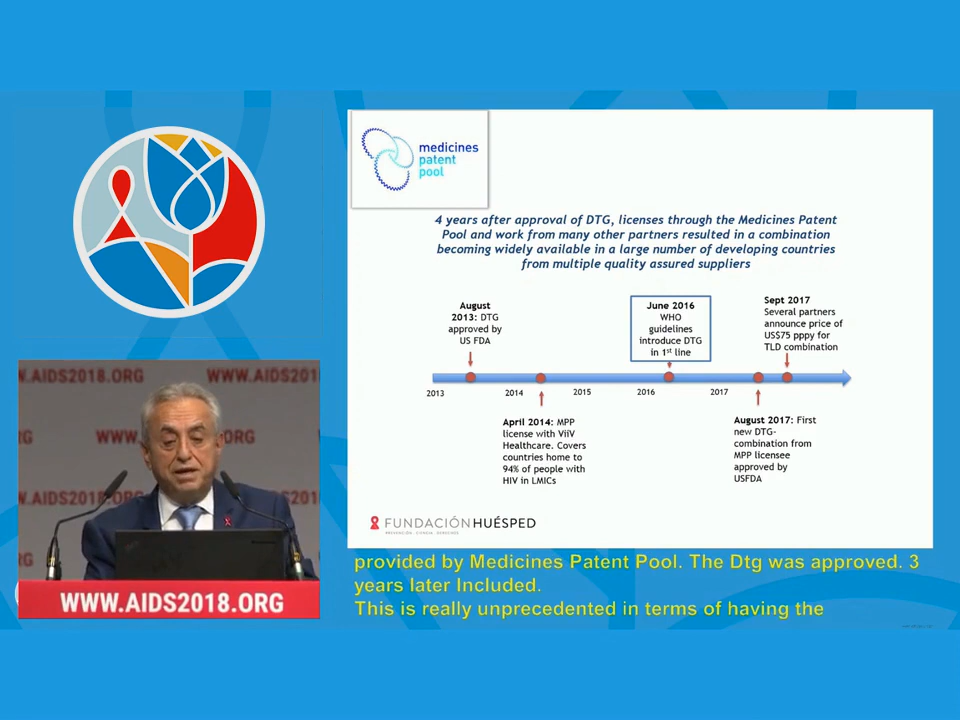 medicines
patent
pool
4 years after approval of DTG, licenses through the Medicines Patent
Pool and work from many other partners resulted in a combination
becoming widely available in a large number of developing countries
from multiple quality assured suppliers
August
2013: DTG
approved by
US FDA
June 2016
WHO
guidelines
introduce DTG
in 1st line
Sept 2017
Several partners
announce price of
US$75 pppy for
TLD combination
2013
2014
2015
2016
2017
April 2014: MPP
license with ViiV
Healthcare. Covers
countries home to
94% of people with
HIV in LMICs
August 2017: First
new DTG-
combination from
MPP licensee
approved by
USFDA
FUNDACIÓN HUÉSPED
PREVENCIÓN. CIENCIA. DERECHOS.
W.AIDS2018.ORG
WWW.AIDS201
RG
DS2018.ORG
W.AIDS20
.ORG
WWW.AIDS2018.ORG
provided by Medicines Patent Pool. The Dtg was approved. 3
years later Included.
This is really unprecedented in terms of having the